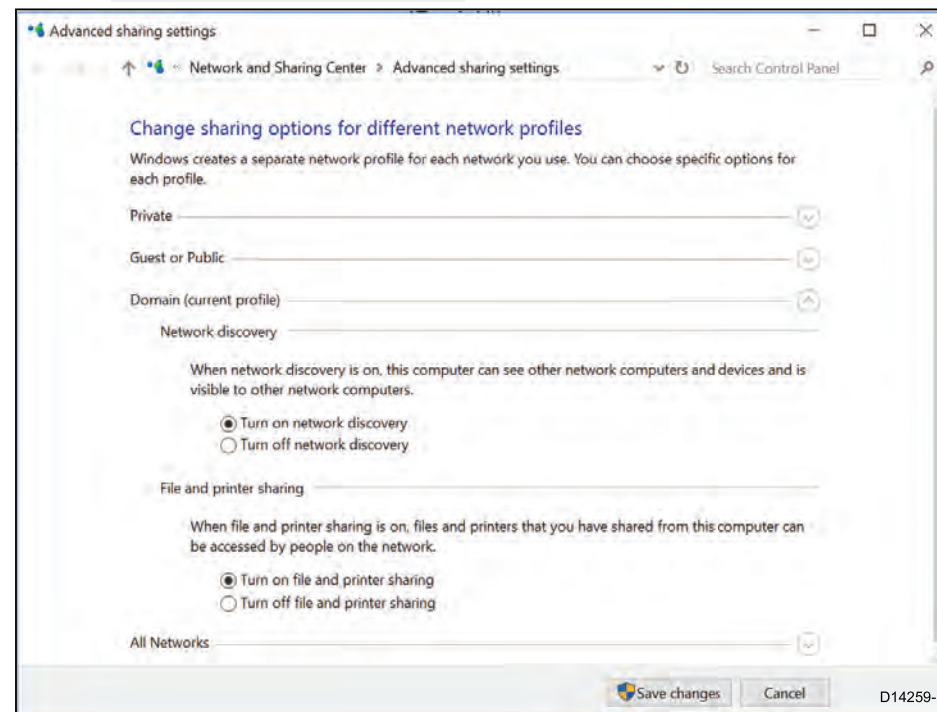 Advanced sharing settings
Network and Sharing Center > Advanced sharing settings
Search Control Panel
Change sharing options for different network profiles
Windows creates a separate network profile for each network you use. You can choose specific options for
each profile.
Private
Guest or Public
Domain (current profile)
Network discovery
When network discovery is on, this computer can see other network computers and devices and is
visible to other network computers.
Turn on network discovery
Turn off network discovery
File and printer sharing
When file and printer sharing is on, files and printers that you have shared from this computer can
be accessed by people on the network.
Turn on file and printer sharing
Turn off file and printer sharing
All Networks
Save changes
Cancel
D14259-